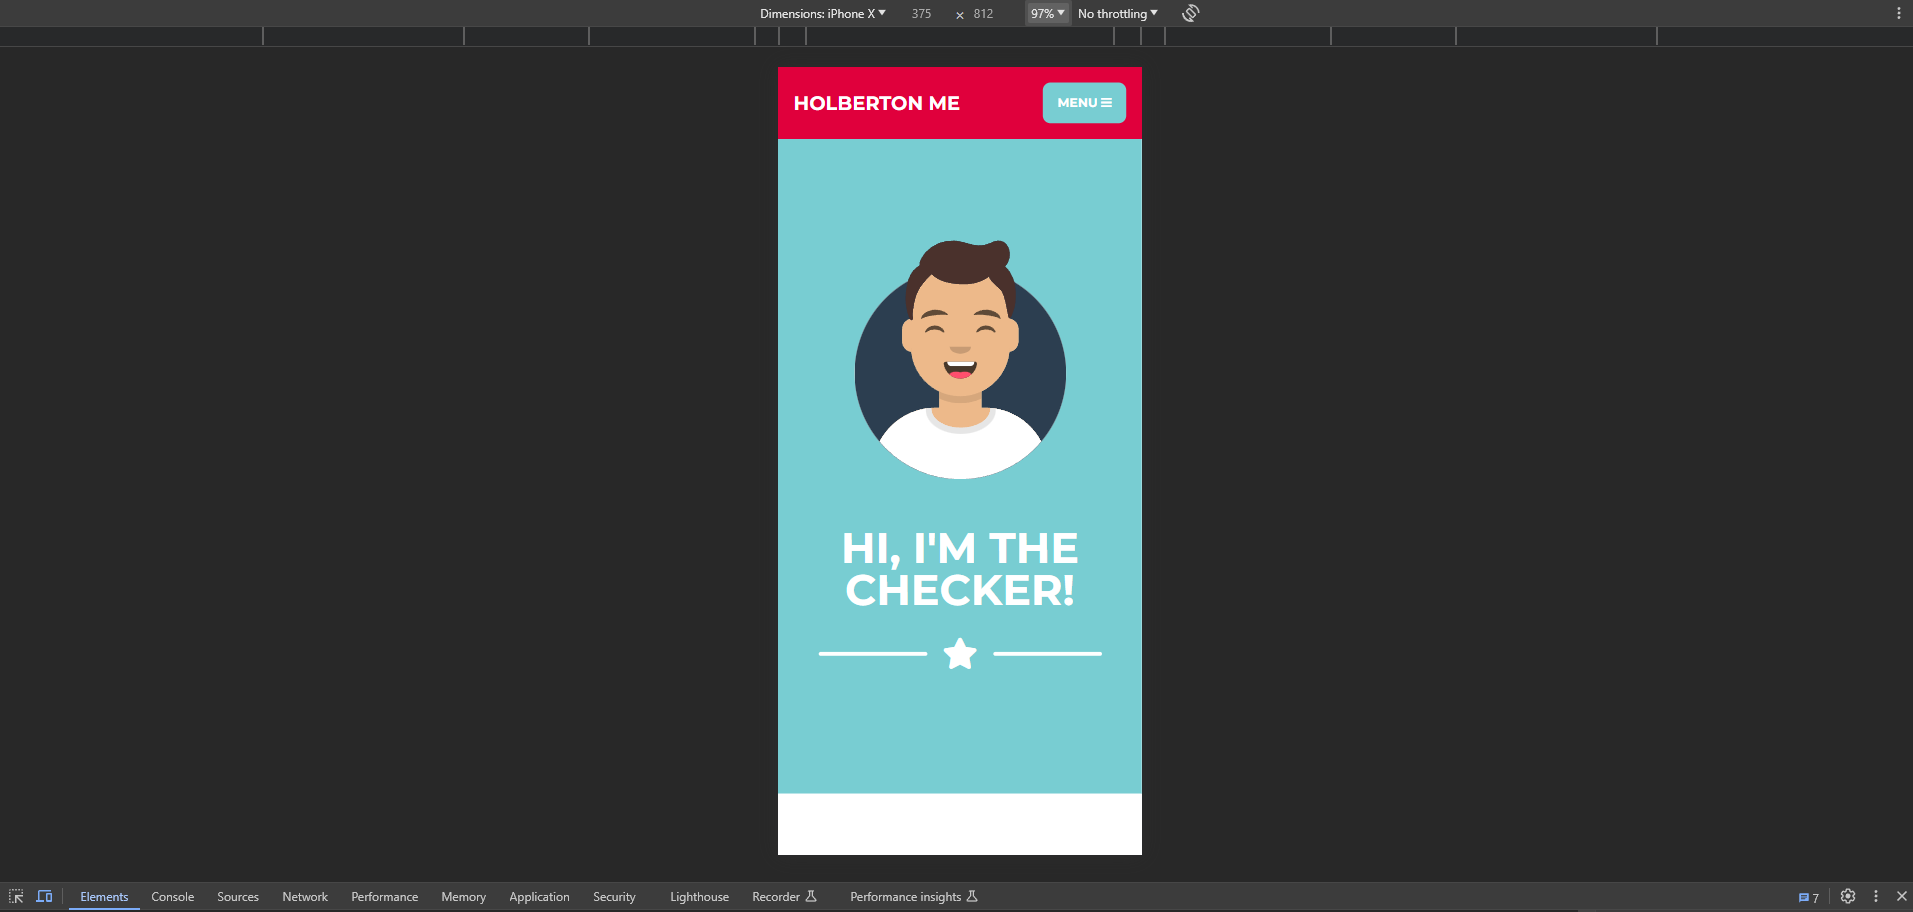 Dimensions: iPhone X 375 × 812 97% No throttling
HOLBERTON ME
MENU
HI, I'M THE
CHECKER!
Elements Console Sources Network Performance Memory Application Security Lighthouse Recorder Performance insights 7